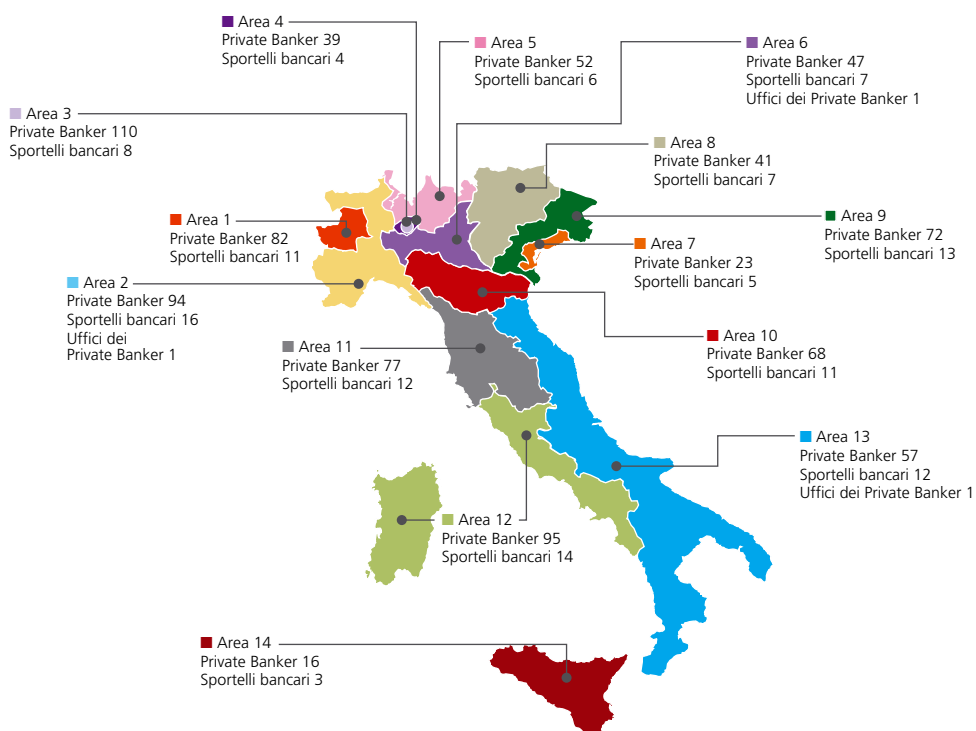 Area 4
Private Banker 39
Sportelli bancari 4
Area 5
Private Banker 52
Sportelli bancari 6
Area 6
Private Banker 47
Sportelli bancari 7
Uffici dei Private Banker 1
Area 3
Private Banker 110
Sportelli bancari 8
Area 8
Private Banker 41
Sportelli bancari 7
Area 1
Private Banker 82
Sportelli bancari 11
Area 9
Private Banker 72
Sportelli bancari 13
Area 7
Private Banker 23
Sportelli bancari 5
Area 2
Private Banker 94
Sportelli bancari 16
Uffici dei
Private Banker 1
Area 10
Private Banker 68
Sportelli bancari 11
Area 11
Private Banker 77
Sportelli bancari 12
Area 13
Private Banker 57
Sportelli bancari 12
Uffici dei Private Banker 1
Area 12
Private Banker 95
Sportelli bancari 14
Area 14
Private Banker 16
Sportelli bancari 3